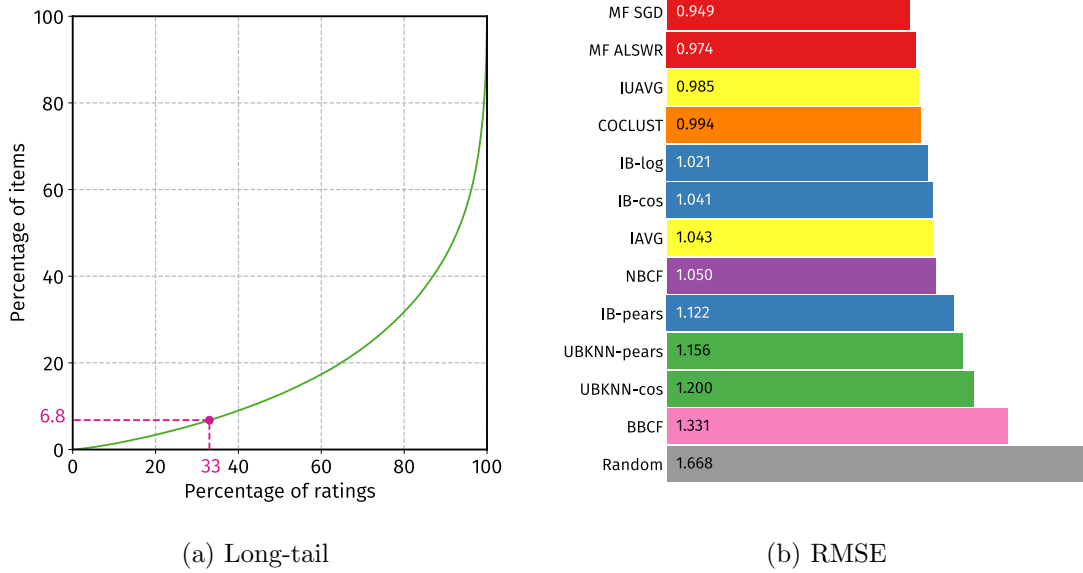 100
80
60
40
20
6.8
0
0
20
33
40
60
80
100
Percentage of items
Percentage of ratings
(a) Long-tail
MF SGD 0.949
MF ALSWR 0.974
IUAVG 0.985
COCLUST 0.994
IB-log 1.021
IB-cos 1.041
IAVG 1.043
NBCF 1.050
IB-pears 1.122
UBKNN-pears 1.156
UBKNN-cos 1.200
BBCF 1.331
Random 1.668
(b) RMSE